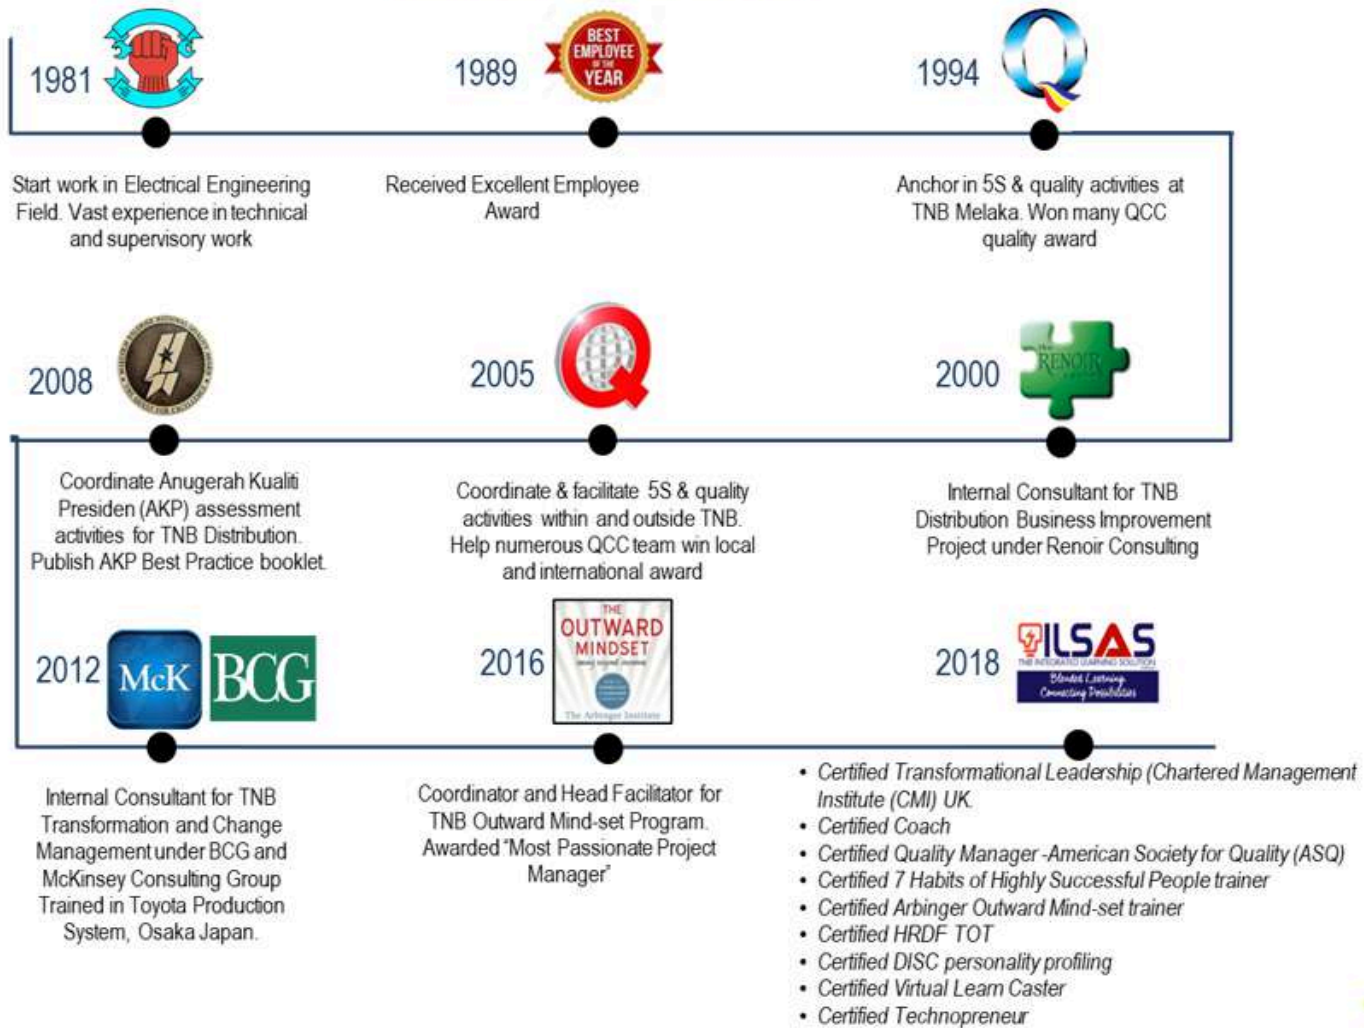 1981
BEST
EMPLOYEE
OF THE
YEAR
1989
1994
Start work in Electrical Engineering
Field. Vast experience in technical
and supervisory work
Received Excellent Employee
Award
Anchor in 5S & quality activities at
TNB Melaka. Won many QCC
quality award
2008
2005
2000
RENOIR
Coordinate Anugerah Kualiti
Presiden (AKP) assessment
activities for TNB Distribution.
Publish AKP Best Practice booklet.
Coordinate & facilitate 5S & quality
activities within and outside TNB.
Help numerous QCC team win local
and international award
Internal Consultant for TNB
Distribution Business Improvement
Project under Renoir Consulting
2012
McK
BCG
2016
THE
OUTWARD
MINDSET
The Arbinger Institute
2018
ILSAS
THE INTEGRATED LEARNING SOLUTION
Blended Learning,
Connecting Possibilities
Internal Consultant for TNB
Transformation and Change
Management under BCG and
McKinsey Consulting Group
Trained in Toyota Production
System, Osaka Japan.
Coordinator and Head Facilitator for
TNB Outward Mind-set Program.
Awarded “Most Passionate Project
Manager”
• Certified Transformational Leadership (Chartered Management
Institute (CMI) UK.
• Certified Coach
• Certified Quality Manager -American Society for Quality (ASQ)
• Certified 7 Habits of Highly Successful People trainer
• Certified Arbinger Outward Mind-set trainer
• Certified HRDF TOT
• Certified DISC personality profiling
• Certified Virtual Learn Caster
• Certified Technopreneur